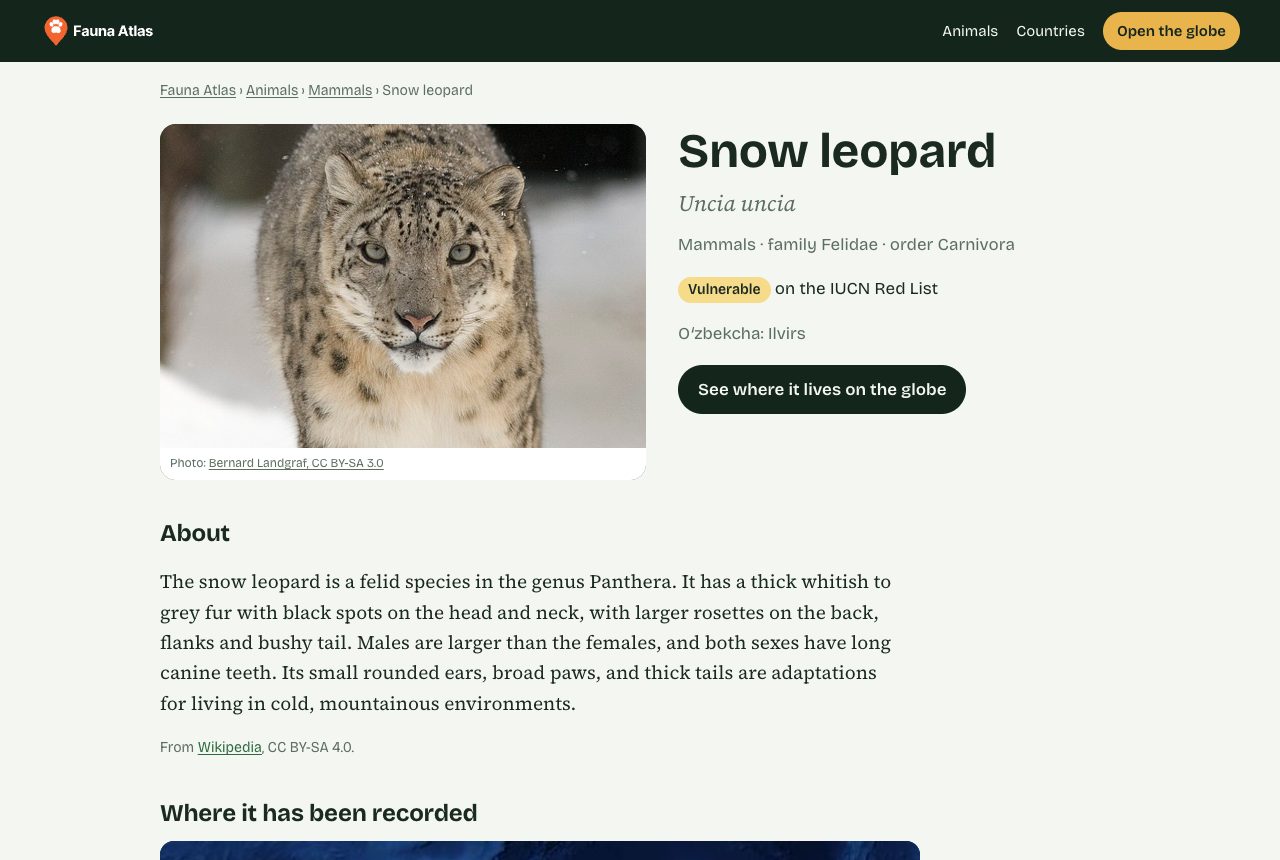 Fauna Atlas
Animals
Countries
Open the globe
Fauna Atlas › Animals › Mammals › Snow leopard
Snow leopard
Uncia uncia
Mammals · family Felidae · order Carnivora
Vulnerable on the IUCN Red List
Oʻzbekcha: Ilvirs
See where it lives on the globe
Photo: Bernard Landgraf, CC BY-SA 3.0
About
The snow leopard is a felid species in the genus Panthera. It has a thick whitish to
grey fur with black spots on the head and neck, with larger rosettes on the back,
flanks and bushy tail. Males are larger than the females, and both sexes have long
canine teeth. Its small rounded ears, broad paws, and thick tails are adaptations
for living in cold, mountainous environments.
From Wikipedia, CC BY-SA 4.0.
Where it has been recorded